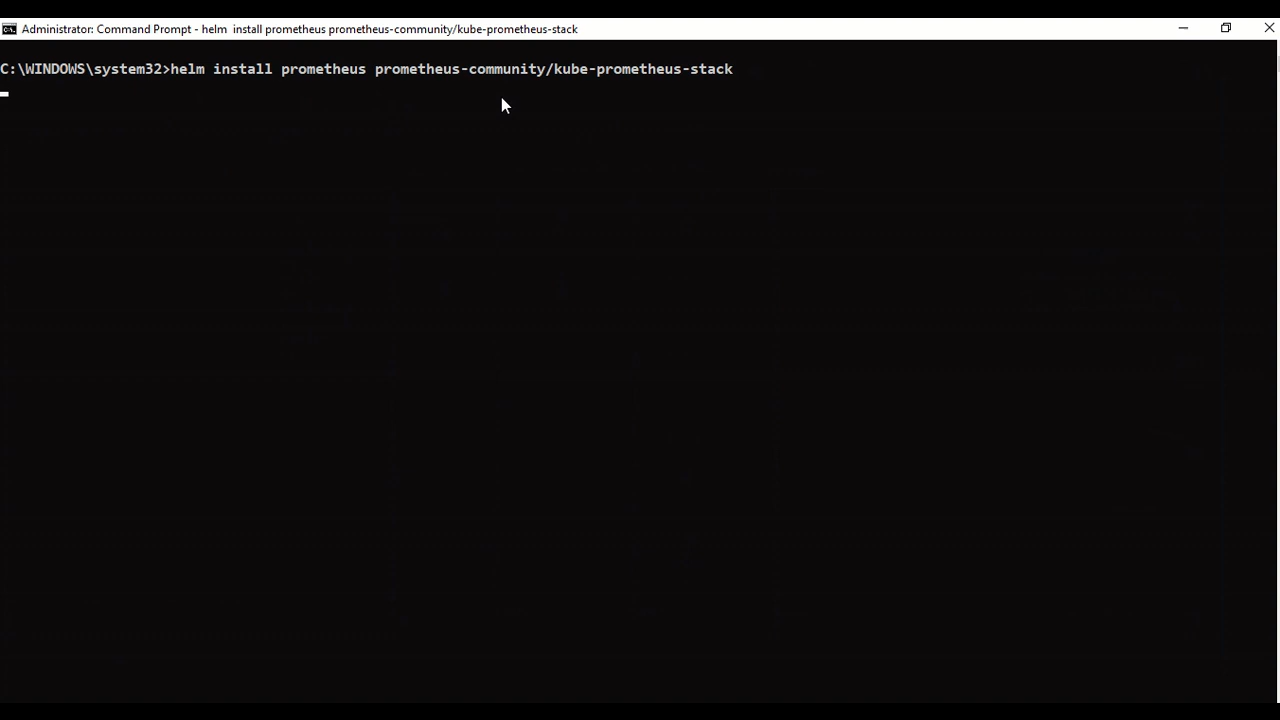 Administrator: Command Prompt - helm  install prometheus prometheus-community/kube-prometheus-stack
C:\WINDOWS\system32>helm install prometheus prometheus-community/kube-prometheus-stack